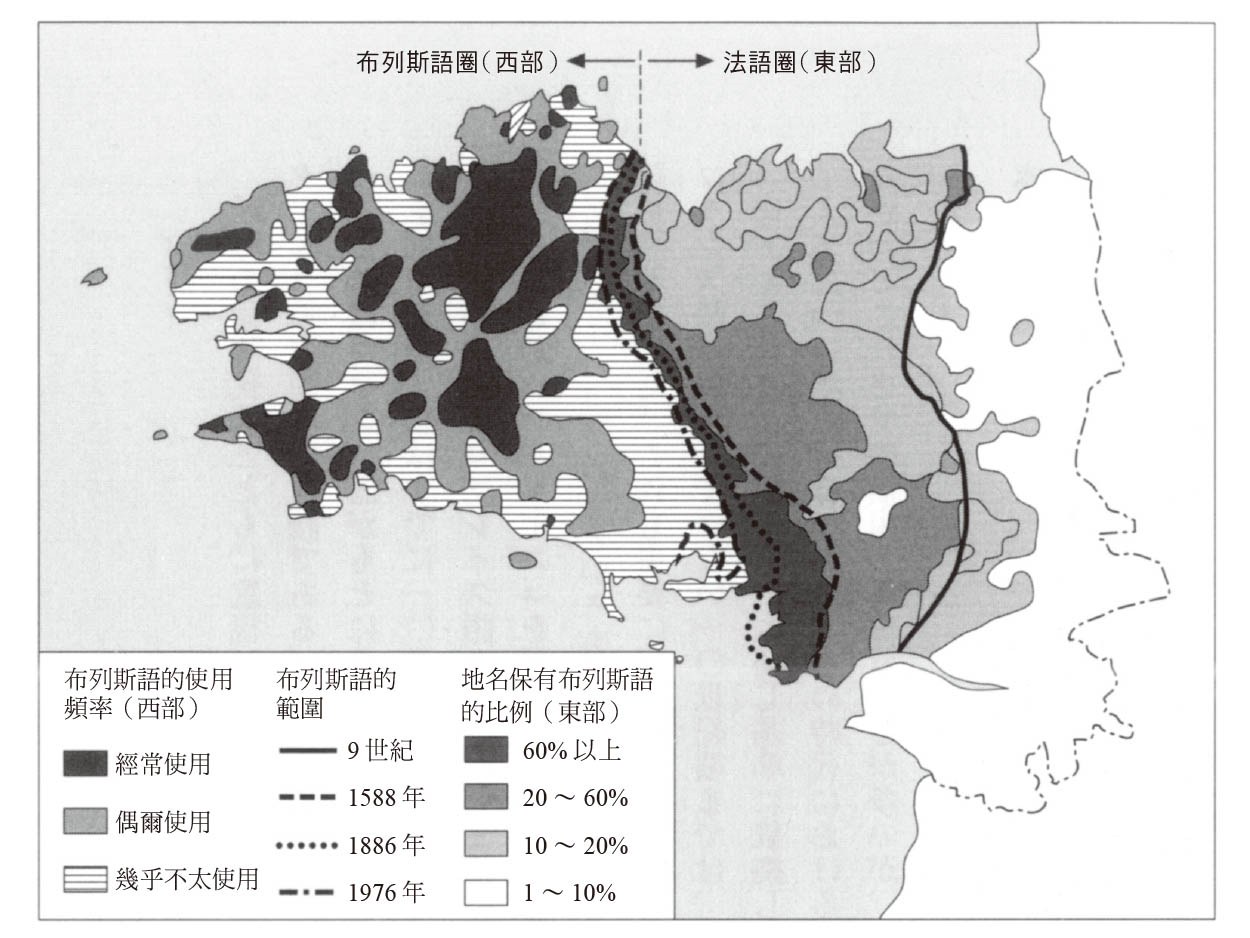 布列斯語圈（西部）
法語圈（東部）
布列斯語的使用
頻率（西部）
經常使用
偶爾使用
幾乎不太使用
布列斯語的
範圍
9 世紀
1588 年
1886 年
1976 年
地名保有布列斯語
的比例（東部）
60% 以上
20 ～ 60%
10 ～ 20%
1 ～ 10%